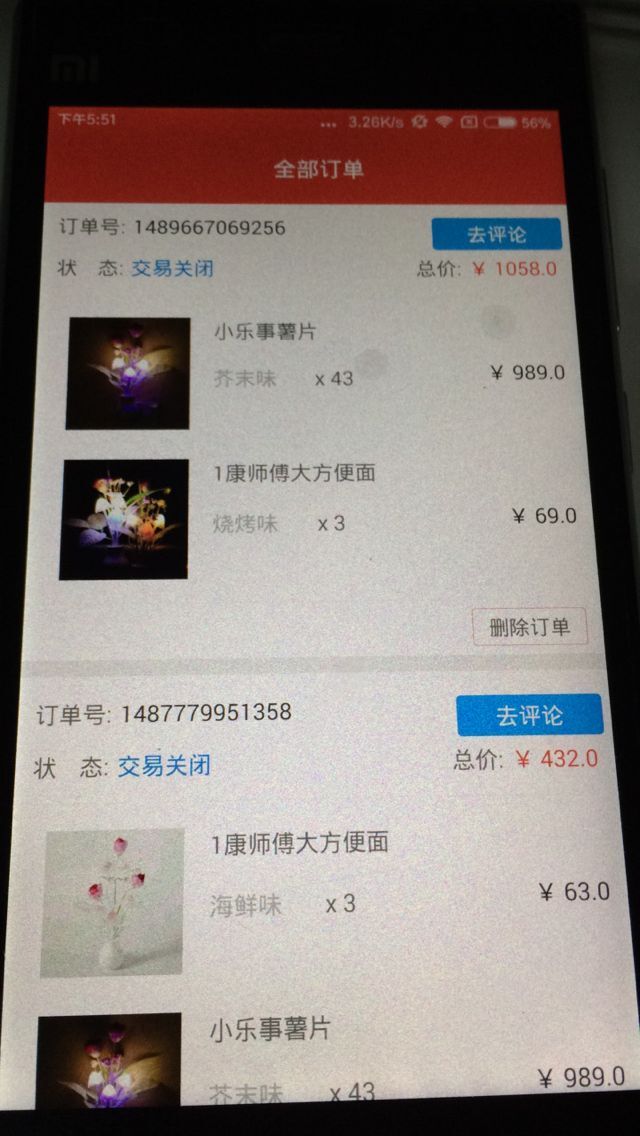 MI
下午5:51
... 3.26K/s 56%
全部订单
订单号: 1489667069256
去评论
状 态: 交易关闭
总价: ¥ 1058.0
小乐事薯片
芥末味 x 43
¥ 989.0
1康师傅大方便面
烧烤味 x 3
¥ 69.0
删除订单
订单号: 1487779951358
去评论
状 态: 交易关闭
总价: ¥ 432.0
1康师傅大方便面
海鲜味 x 3
¥ 63.0
小乐事薯片
芥末味 x 43
¥ 989.0